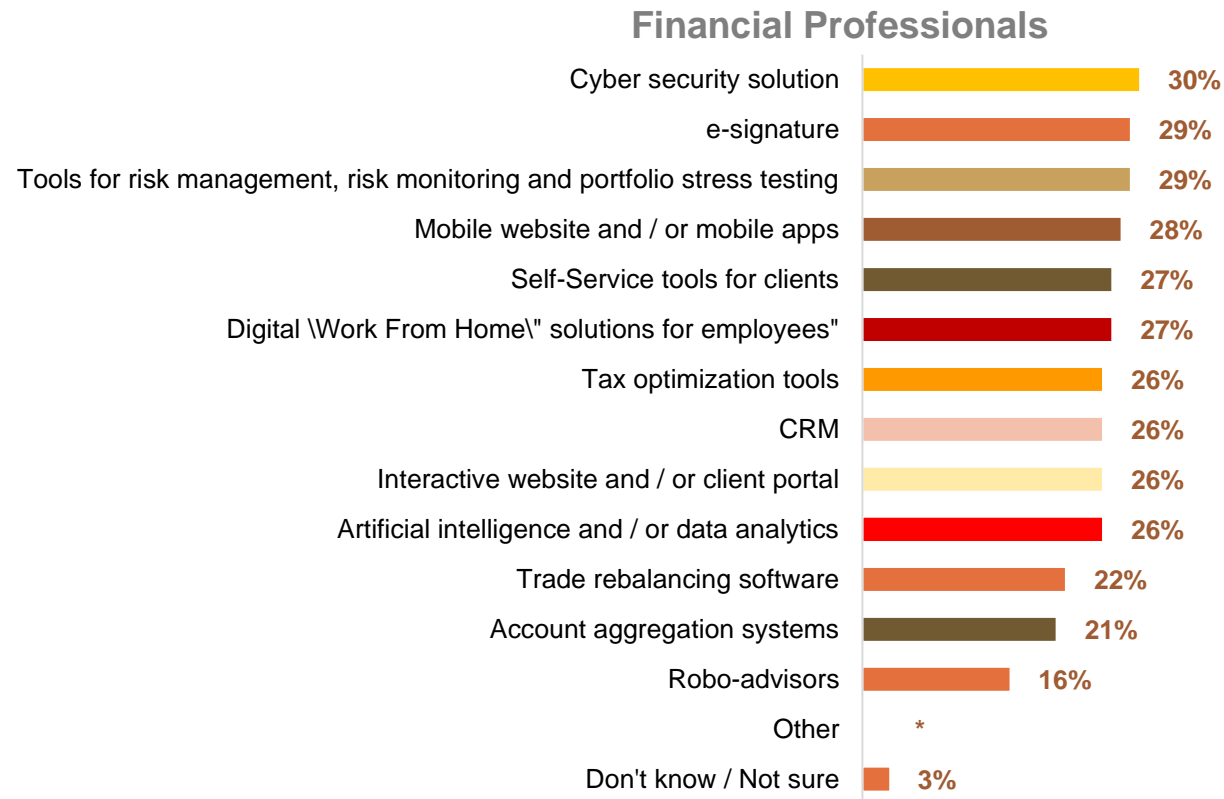 Financial Professionals
Cyber security solution 30%
e-signature 29%
Tools for risk management, risk monitoring and portfolio stress testing 29%
Mobile website and / or mobile apps 28%
Self-Service tools for clients 27%
Digital \Work From Home\" solutions for employees" 27%
Tax optimization tools 26%
CRM 26%
Interactive website and / or client portal 26%
Artificial intelligence and / or data analytics 26%
Trade rebalancing software 22%
Account aggregation systems 21%
Robo-advisors 16%
Other *
Don't know / Not sure 3%